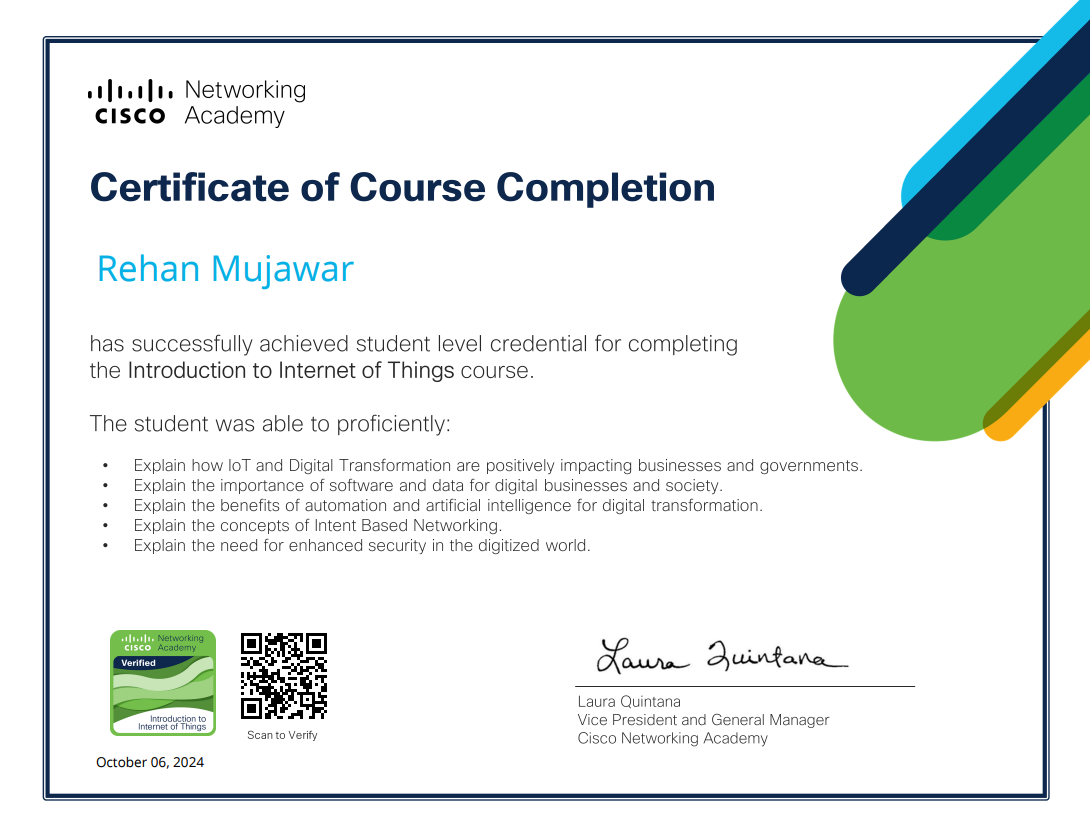 Networking
CISCO Academy
Certificate of Course Completion
Rehan Mujawar
has successfully achieved student level credential for completing
the Introduction to Internet of Things course.
The student was able to proficiently:
• Explain how IoT and Digital Transformation are positively impacting businesses and governments.
• Explain the importance of software and data for digital businesses and society.
• Explain the benefits of automation and artificial intelligence for digital transformation.
• Explain the concepts of Intent Based Networking.
• Explain the need for enhanced security in the digitized world.
Networking
CISCO Academy
Verified
Introduction to
Internet of Things
Scan to Verify
October 06, 2024
Laura Quintana
Laura Quintana
Vice President and General Manager
Cisco Networking Academy